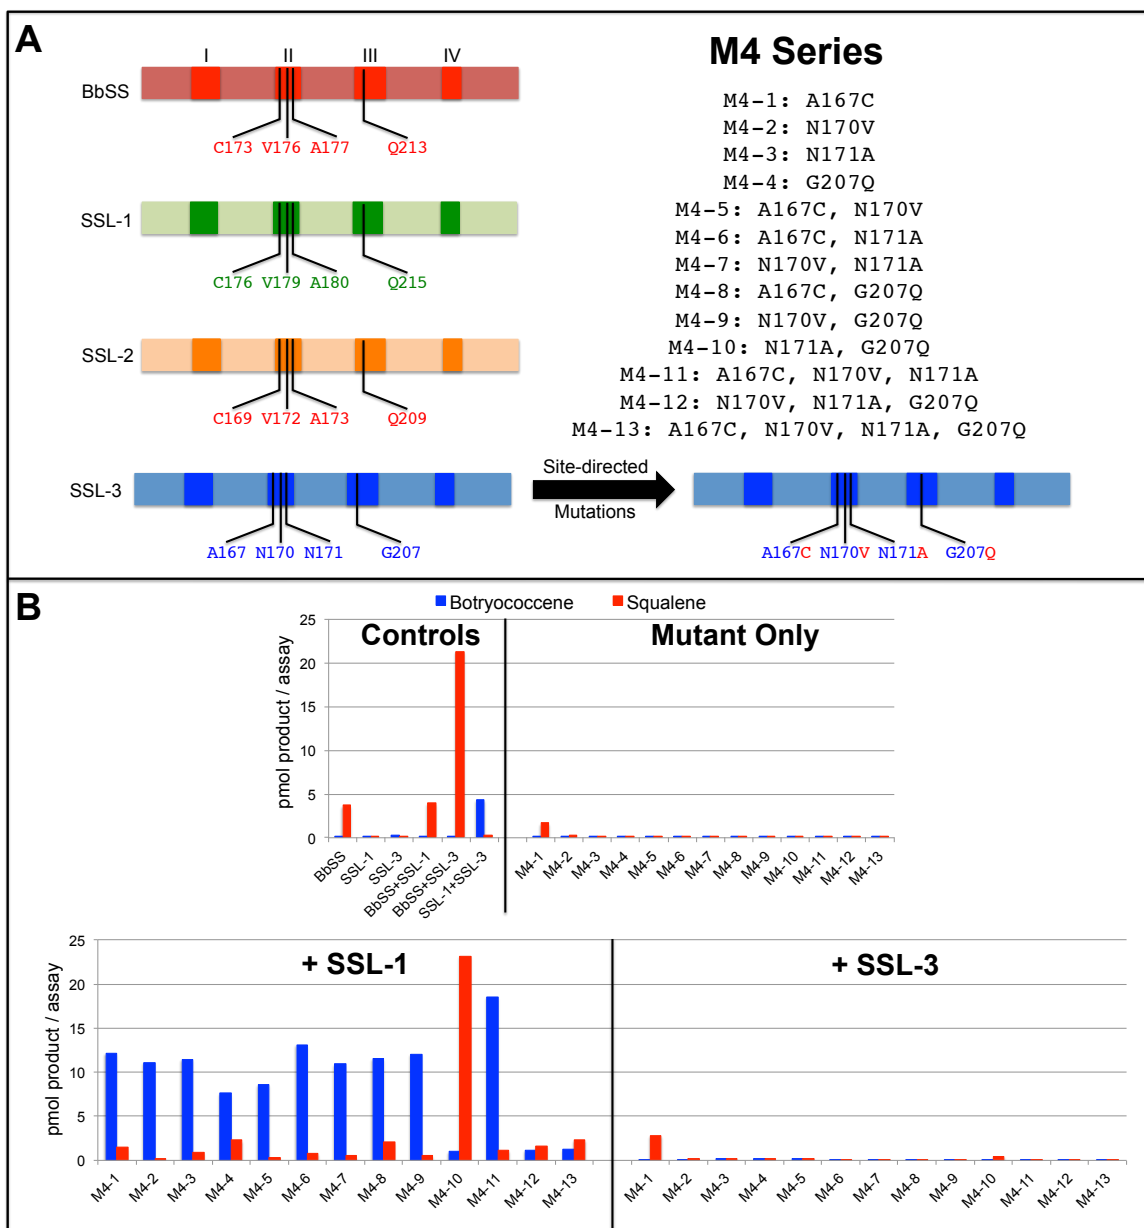 A
I II III IV
BbSS
C173 V176 A177 Q213
SSL-1
C176 V179 A180 Q215
SSL-2
C169 V172 A173 Q209
SSL-3
A167 N170 N171 G207
M4 Series
M4-1: A167C
M4-2: N170V
M4-3: N171A
M4-4: G207Q
M4-5: A167C, N170V
M4-6: A167C, N171A
M4-7: N170V, N171A
M4-8: A167C, G207Q
M4-9: N170V, G207Q
M4-10: N171A, G207Q
M4-11: A167C, N170V, N171A
M4-12: N170V, N171A, G207Q
M4-13: A167C, N170V, N171A, G207Q
Site-directed
Mutations
A167C N170V N171A G207Q
B
Botryococcene Squalene
Controls Mutant Only
pmol product / assay
25
20
15
10
5
0
BbSS SSL-1 SSL-3 BbSS+SSL-1 BbSS+SSL-3 SSL-1+SSL-3 M4-1 M4-2 M4-3 M4-4 M4-5 M4-6 M4-7 M4-8 M4-9 M4-10 M4-11 M4-12 M4-13
+ SSL-1 + SSL-3
pmol product / assay
25
20
15
10
5
0
M4-1 M4-2 M4-3 M4-4 M4-5 M4-6 M4-7 M4-8 M4-9 M4-10 M4-11 M4-12 M4-13 M4-1 M4-2 M4-3 M4-4 M4-5 M4-6 M4-7 M4-8 M4-9 M4-10 M4-11 M4-12 M4-13